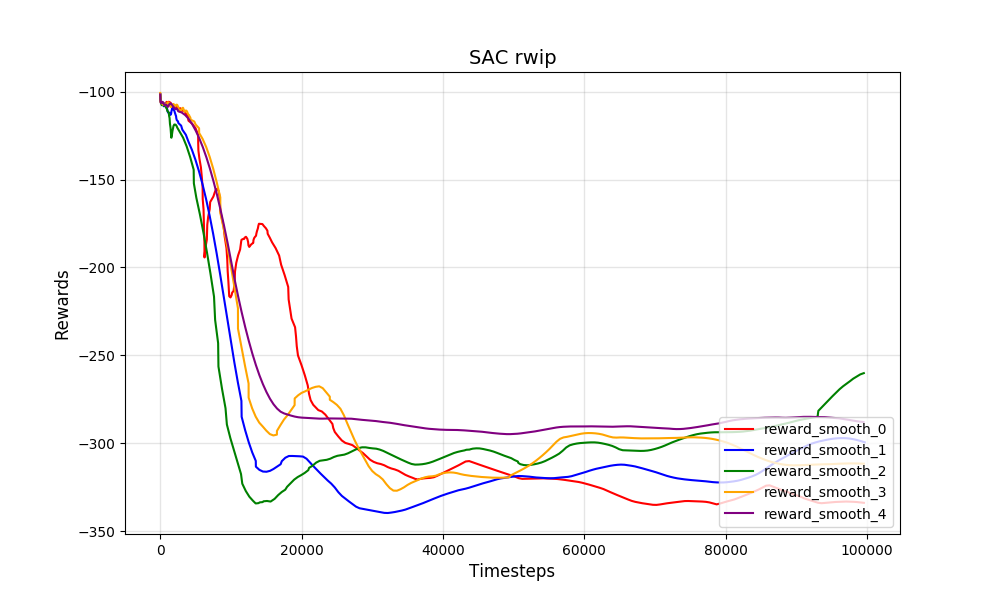 SAC rwip
Rewards
−100
−150
−200
−250
−300
−350
0
20000
40000
60000
80000
100000
Timesteps
reward_smooth_0
reward_smooth_1
reward_smooth_2
reward_smooth_3
reward_smooth_4